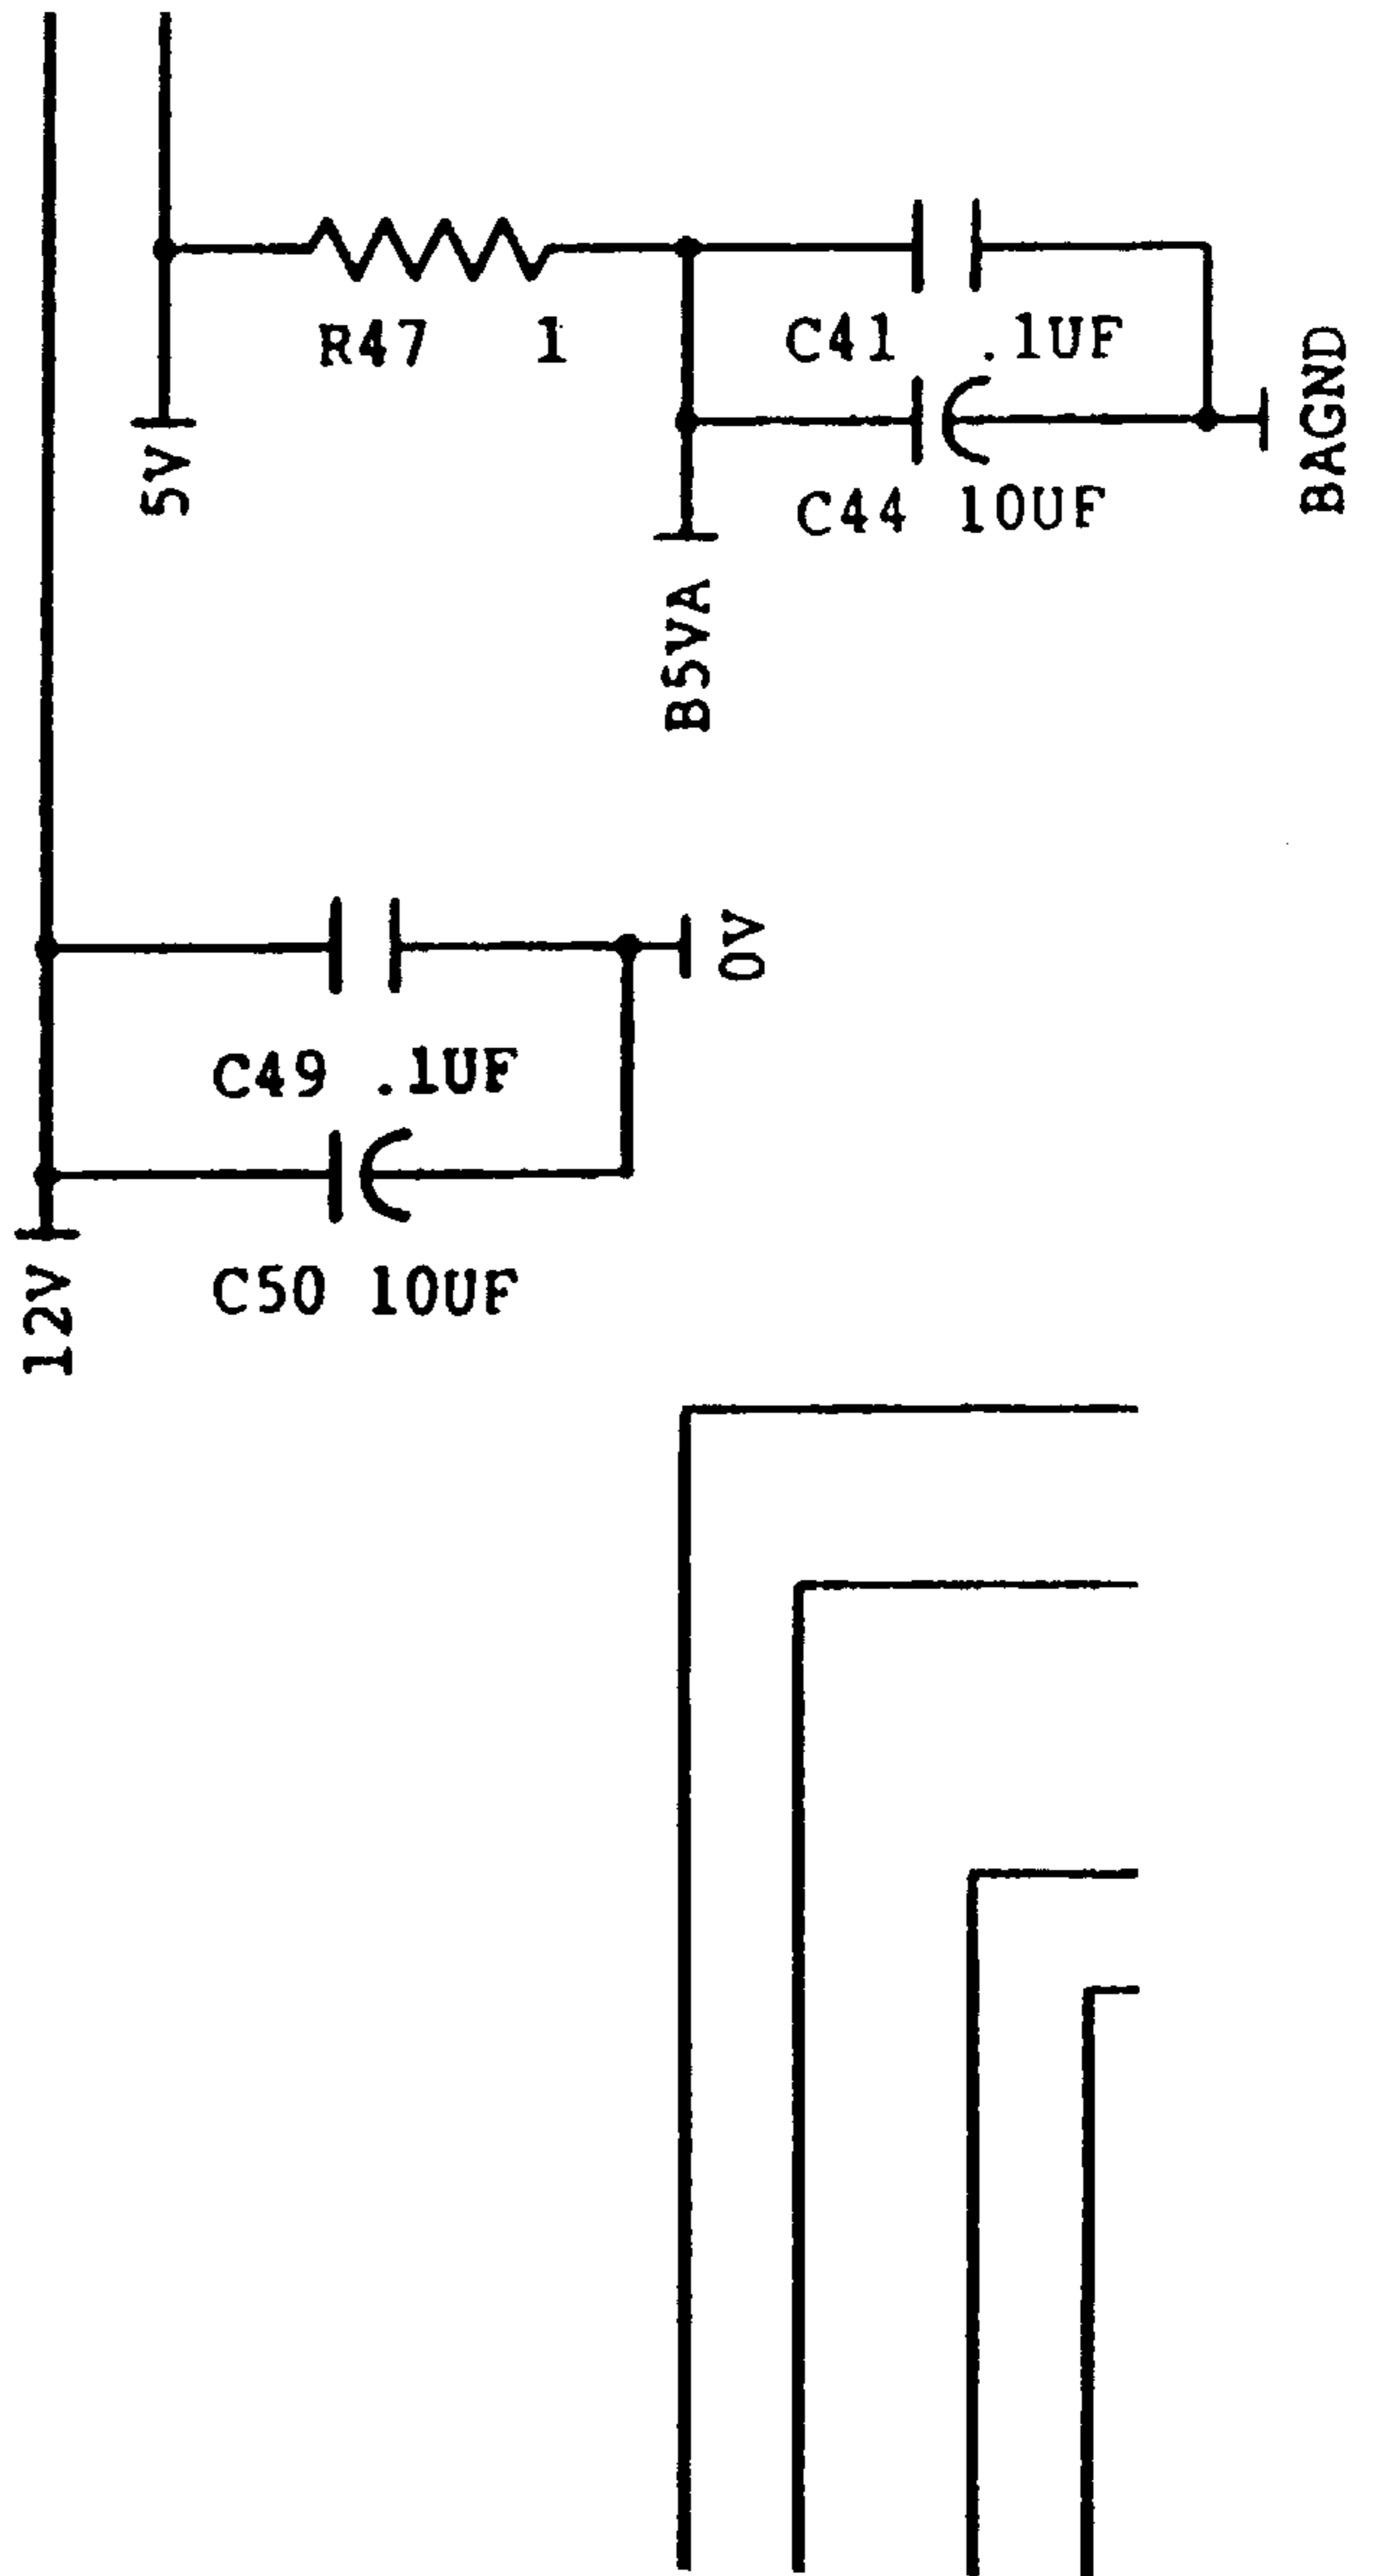 R47 1
C41 .1UF
5V
C44 10UF
BAGND
B5VA
0V
C49 .1UF
C50 10UF
12V